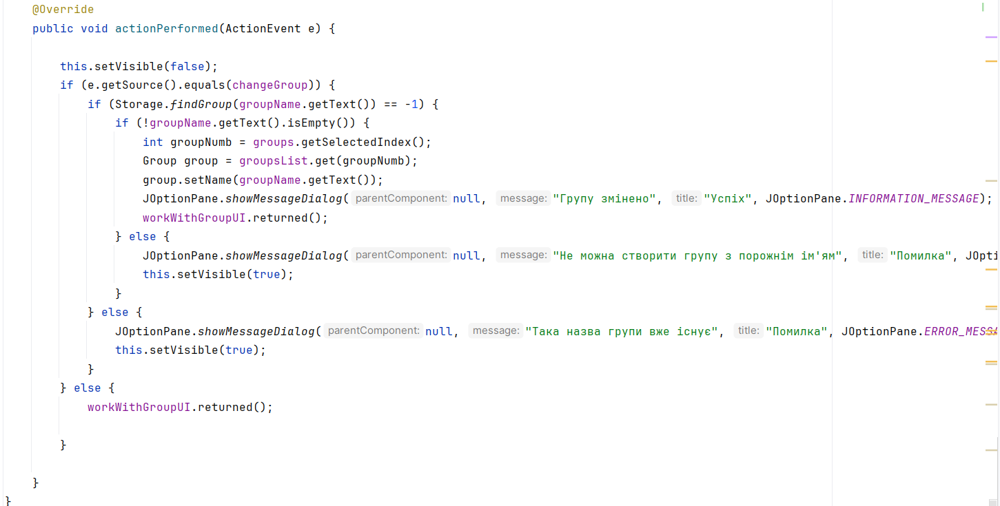 @Override
public void actionPerformed(ActionEvent e) {
this.setVisible(false);
if (e.getSource().equals(changeGroup)) {
if (Storage.findGroup(groupName.getText()) == -1) {
if (!groupName.getText().isEmpty()) {
int groupNumb = groups.getSelectedIndex();
Group group = groupsList.get(groupNumb);
group.setName(groupName.getText());
JOptionPane.showMessageDialog( parentComponent: null, message: "Групу змінено", title: "Успіх", JOptionPane.INFORMATION_MESSAGE);
workWithGroupUI.returned();
} else {
JOptionPane.showMessageDialog( parentComponent: null, message: "Не можна створити групу з порожнім ім'ям", title: "Помилка", JOpti
this.setVisible(true);
}
} else {
JOptionPane.showMessageDialog( parentComponent: null, message: "Така назва групи вже існує", title: "Помилка", JOptionPane.ERROR_MESSA
this.setVisible(true);
}
} else {
workWithGroupUI.returned();
}
}
}